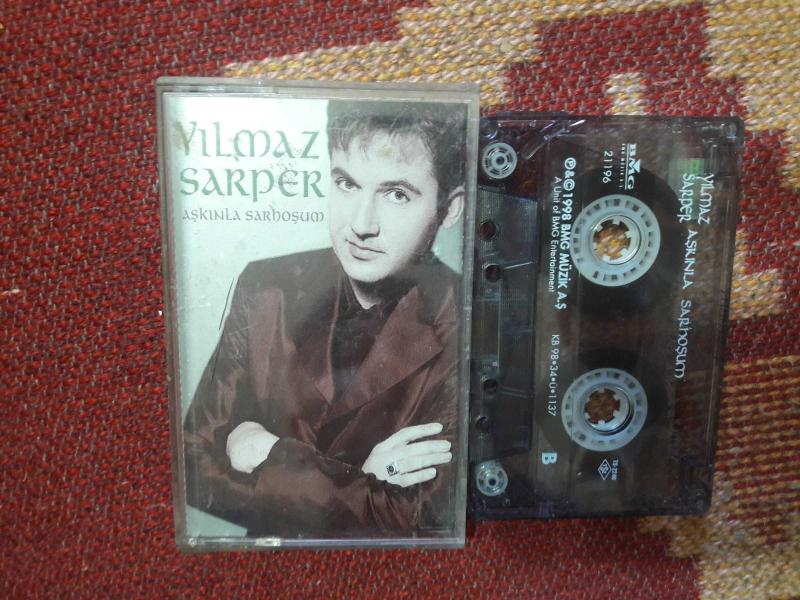 YILMAZ
SARPER
AŞKINLA SARHOŞUM
BMG
21196
℗&© 1998 BMG MÜZİK A.Ş
A Unit of BMG Entertainment
KB 98•34•Ü•1137
B
YILMAZ
SARPER AŞKINLA SARHOŞUM